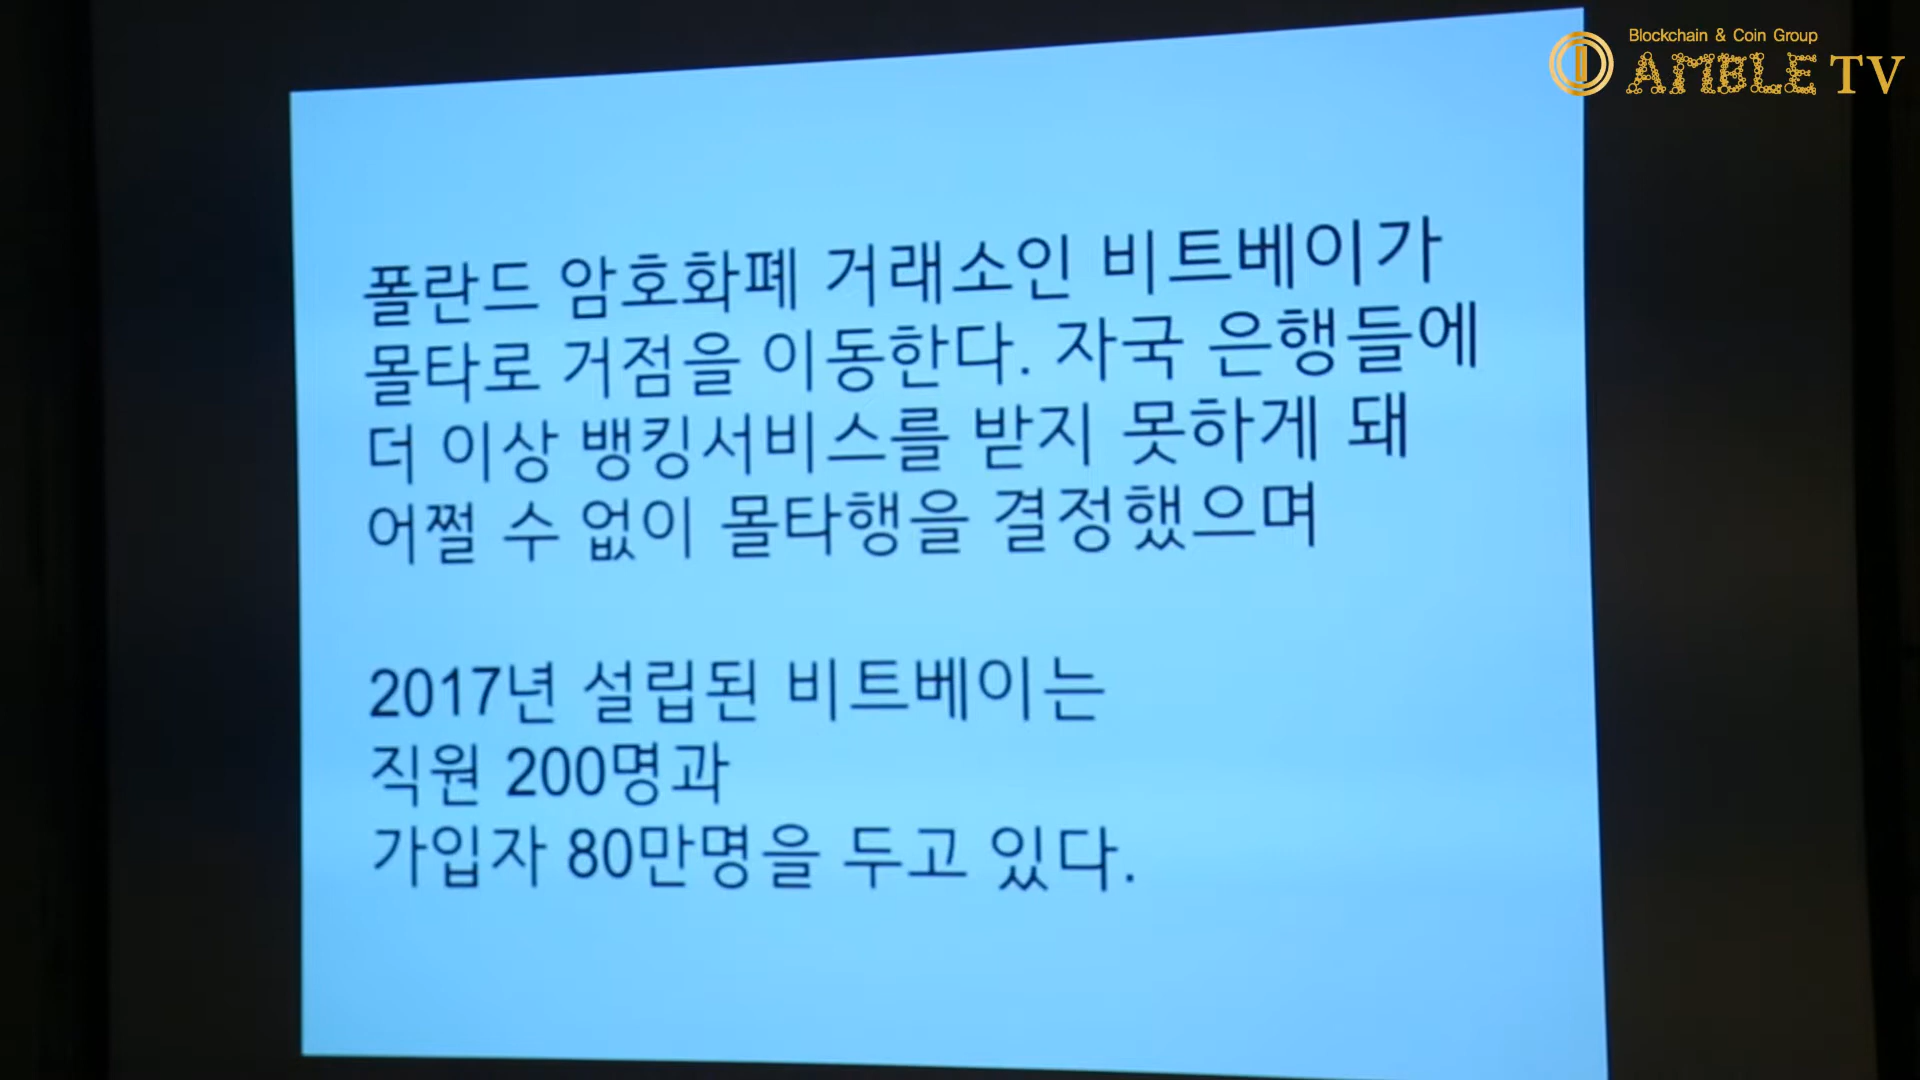 Blockchain & Coin Group
AMBLE TV
폴란드 암호화폐 거래소인 비트베이가
몰타로 거점을 이동한다. 자국 은행들에
더 이상 뱅킹서비스를 받지 못하게 돼
어쩔 수 없이 몰타행을 결정했으며
2017년 설립된 비트베이는
직원 200명과
가입자 80만명을 두고 있다.